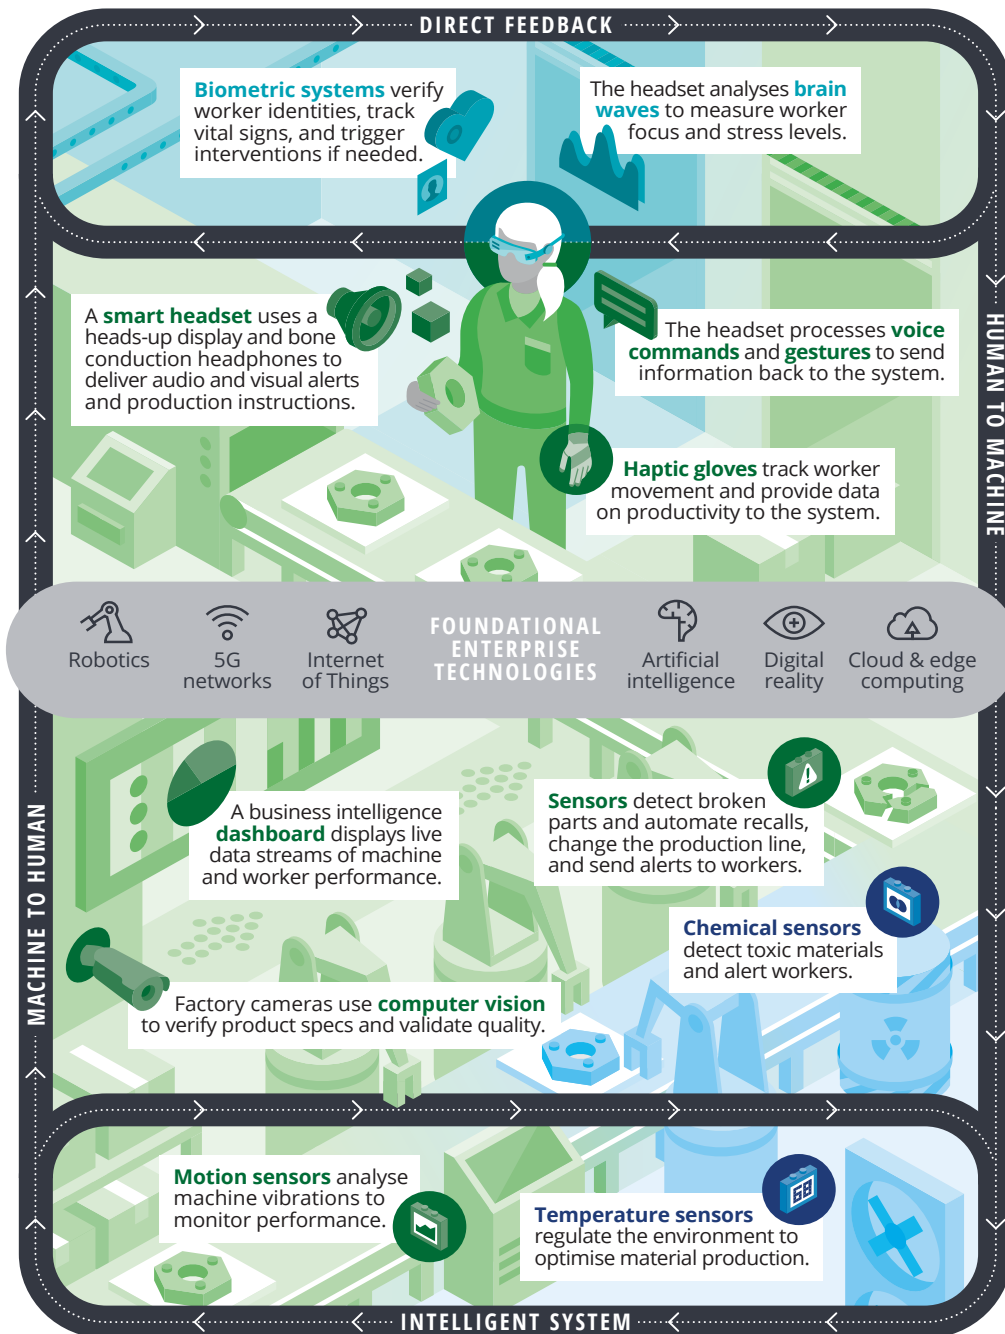 DIRECT FEEDBACK
Biometric systems verify
worker identities, track
vital signs, and trigger
interventions if needed.
The headset analyses brain
waves to measure worker
focus and stress levels.
A smart headset uses a
heads-up display and bone
conduction headphones to
deliver audio and visual alerts
and production instructions.
The headset processes voice
commands and gestures to send
information back to the system.
HUMAN TO MACHINE
Haptic gloves track worker
movement and provide data
on productivity to the system.
Robotics
5G
networks
Internet
of Things
FOUNDATIONAL
ENTERPRISE
TECHNOLOGIES
Artificial
intelligence
Digital
reality
Cloud & edge
computing
MACHINE TO HUMAN
A business intelligence
dashboard displays live
data streams of machine
and worker performance.
Sensors detect broken
parts and automate recalls,
change the production line,
and send alerts to workers.
Chemical sensors
detect toxic materials
and alert workers.
Factory cameras use computer vision
to verify product specs and validate quality.
Motion sensors analyse
machine vibrations to
monitor performance.
68
Temperature sensors
regulate the environment to
optimise material production.
INTELLIGENT SYSTEM